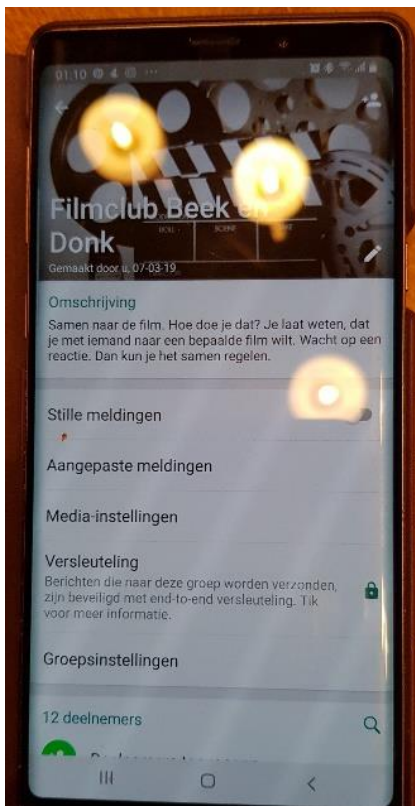 01:10
Filmclub Beek en
Donk
Gemaakt door u, 07-03-19
Omschrijving
Samen naar de film. Hoe doe je dat? Je laat weten, dat
je met iemand naar een bepaalde film wilt. Wacht op een
reactie. Dan kun je het samen regelen.
Stille meldingen
Aangepaste meldingen
Media-instellingen
Versleuteling
Berichten die naar deze groep worden verzonden,
zijn beveiligd met end-to-end versleuteling. Tik
voor meer informatie.
Groepsinstellingen
12 deelnemers